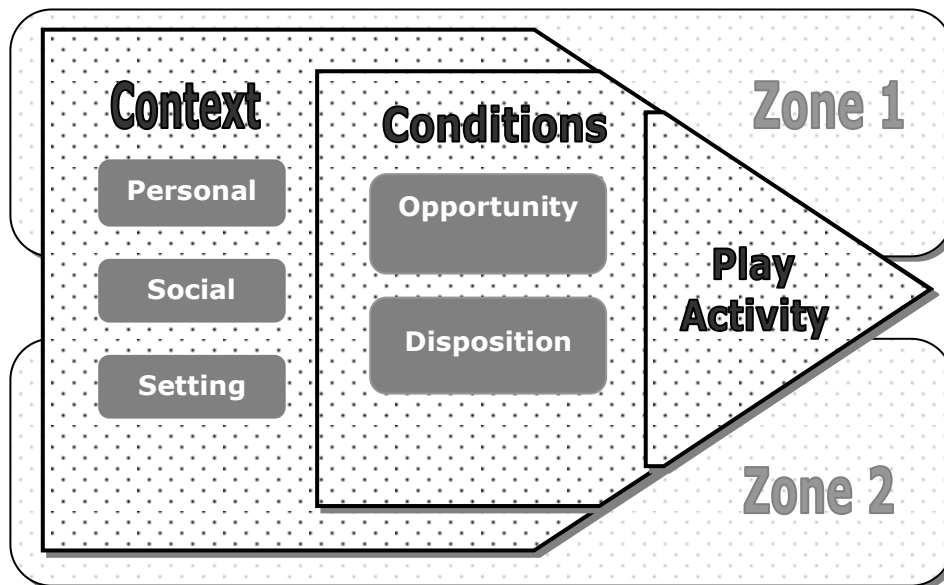 Context
Personal
Social
Setting
Conditions
Opportunity
Disposition
Play
Activity
Zone 1
Zone 2